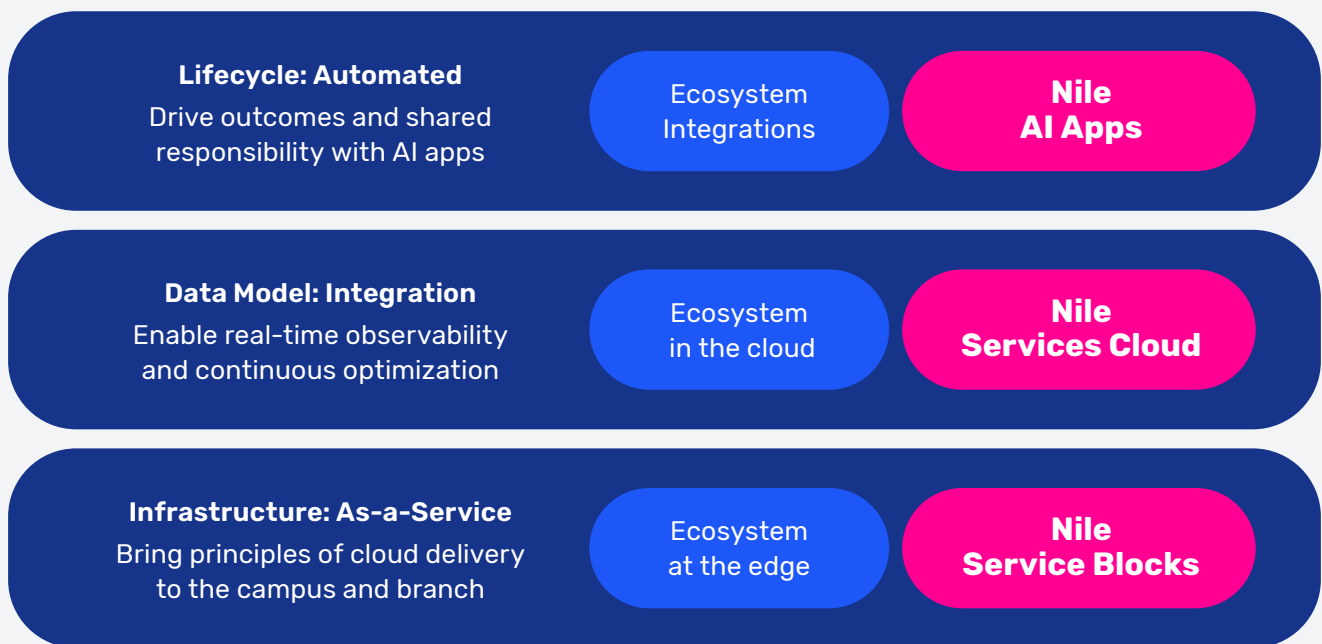 Lifecycle: Automated
Drive outcomes and shared
responsibility with AI apps
Ecosystem
Integrations
Nile
AI Apps
Data Model: Integration
Enable real-time observability
and continuous optimization
Ecosystem
in the cloud
Nile
Services Cloud
Infrastructure: As-a-Service
Bring principles of cloud delivery
to the campus and branch
Ecosystem
at the edge
Nile
Service Blocks